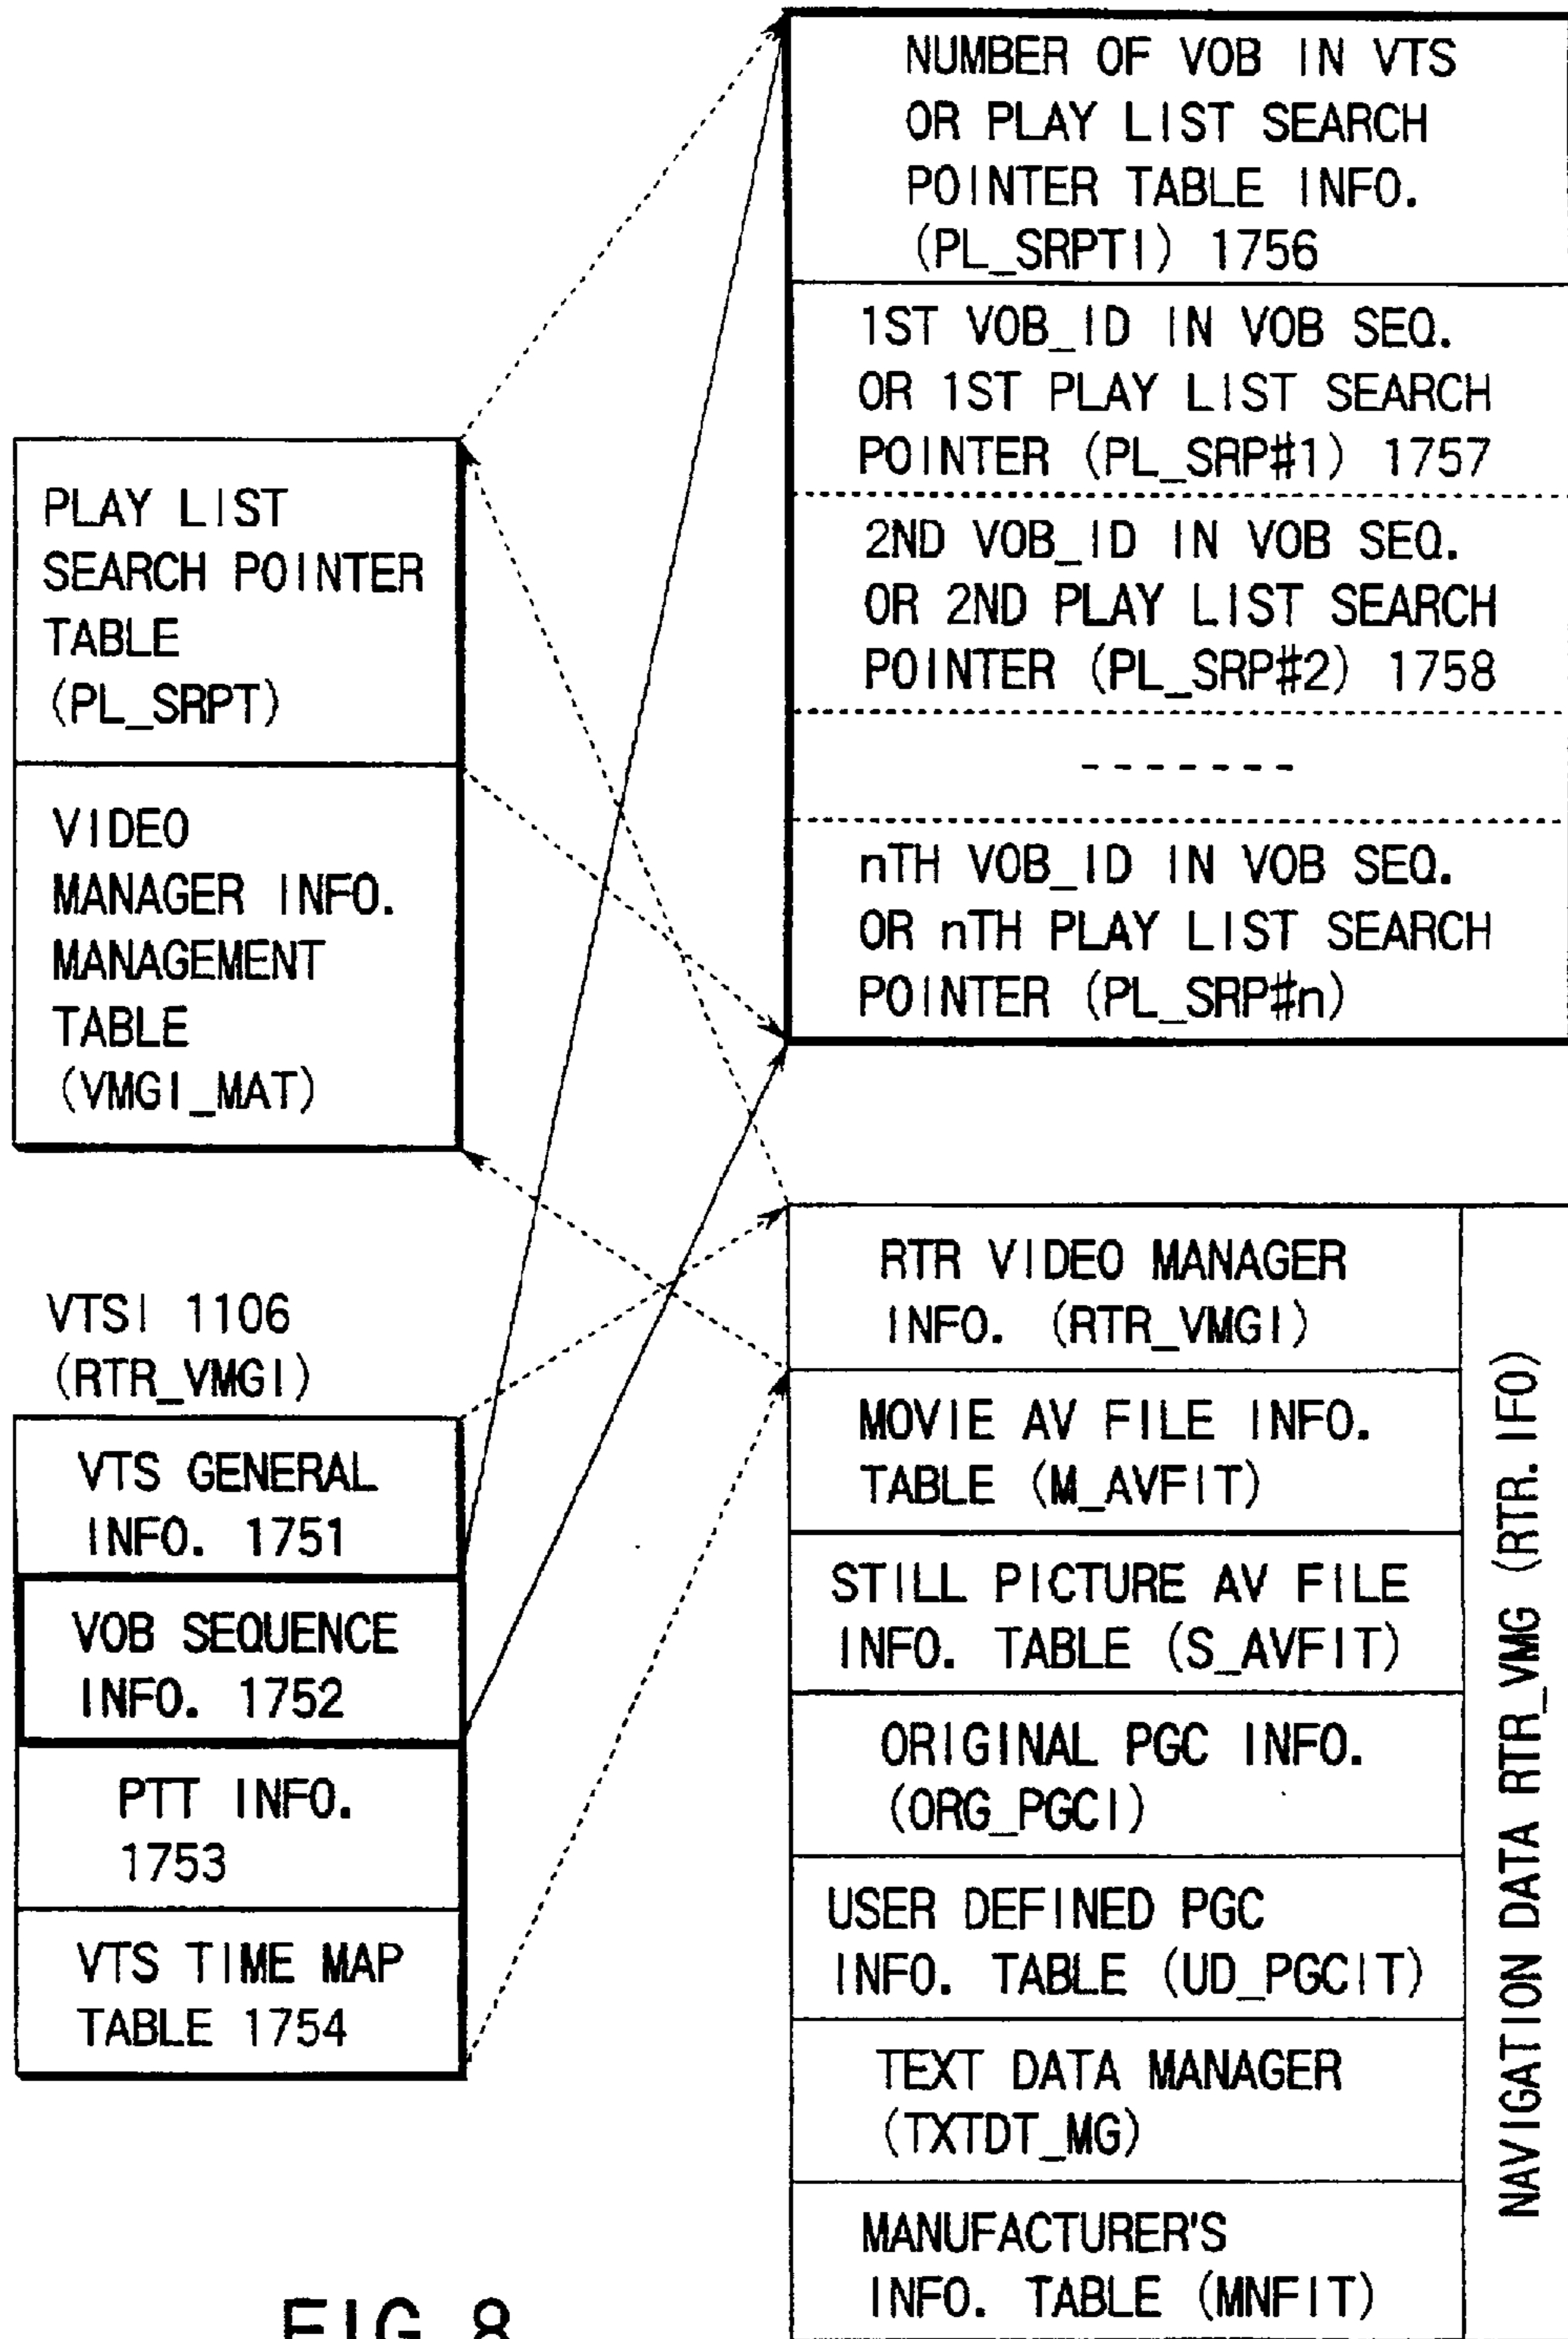 NUMBER OF VOB IN VTS
OR PLAY LIST SEARCH
POINTER TABLE INFO.
(PL_SRPTI) 1756
1ST VOB_ID IN VOB SEQ.
OR 1ST PLAY LIST SEARCH
POINTER (PL_SRP#1) 1757
2ND VOB_ID IN VOB SEQ.
OR 2ND PLAY LIST SEARCH
POINTER (PL_SRP#2) 1758
- - - - - - -
nTH VOB_ID IN VOB SEQ.
OR nTH PLAY LIST SEARCH
POINTER (PL_SRP#n)
PLAY LIST
SEARCH POINTER
TABLE
(PL_SRPT)
VIDEO
MANAGER INFO.
MANAGEMENT
TABLE
(VMGI_MAT)
VTSI 1106
(RTR_VMGI)
VTS GENERAL
INFO. 1751
VOB SEQUENCE
INFO. 1752
PTT INFO.
1753
VTS TIME MAP
TABLE 1754
RTR VIDEO MANAGER
INFO. (RTR_VMGI)
MOVIE AV FILE INFO.
TABLE (M_AVFIT)
STILL PICTURE AV FILE
INFO. TABLE (S_AVFIT)
ORIGINAL PGC INFO.
(ORG_PGCI)
USER DEFINED PGC
INFO. TABLE (UD_PGCIT)
TEXT DATA MANAGER
(TXTDT_MG)
MANUFACTURER'S
INFO. TABLE (MNFIT)
NAVIGATION DATA RTR_VMG (RTR. IFO)
FIG. 8